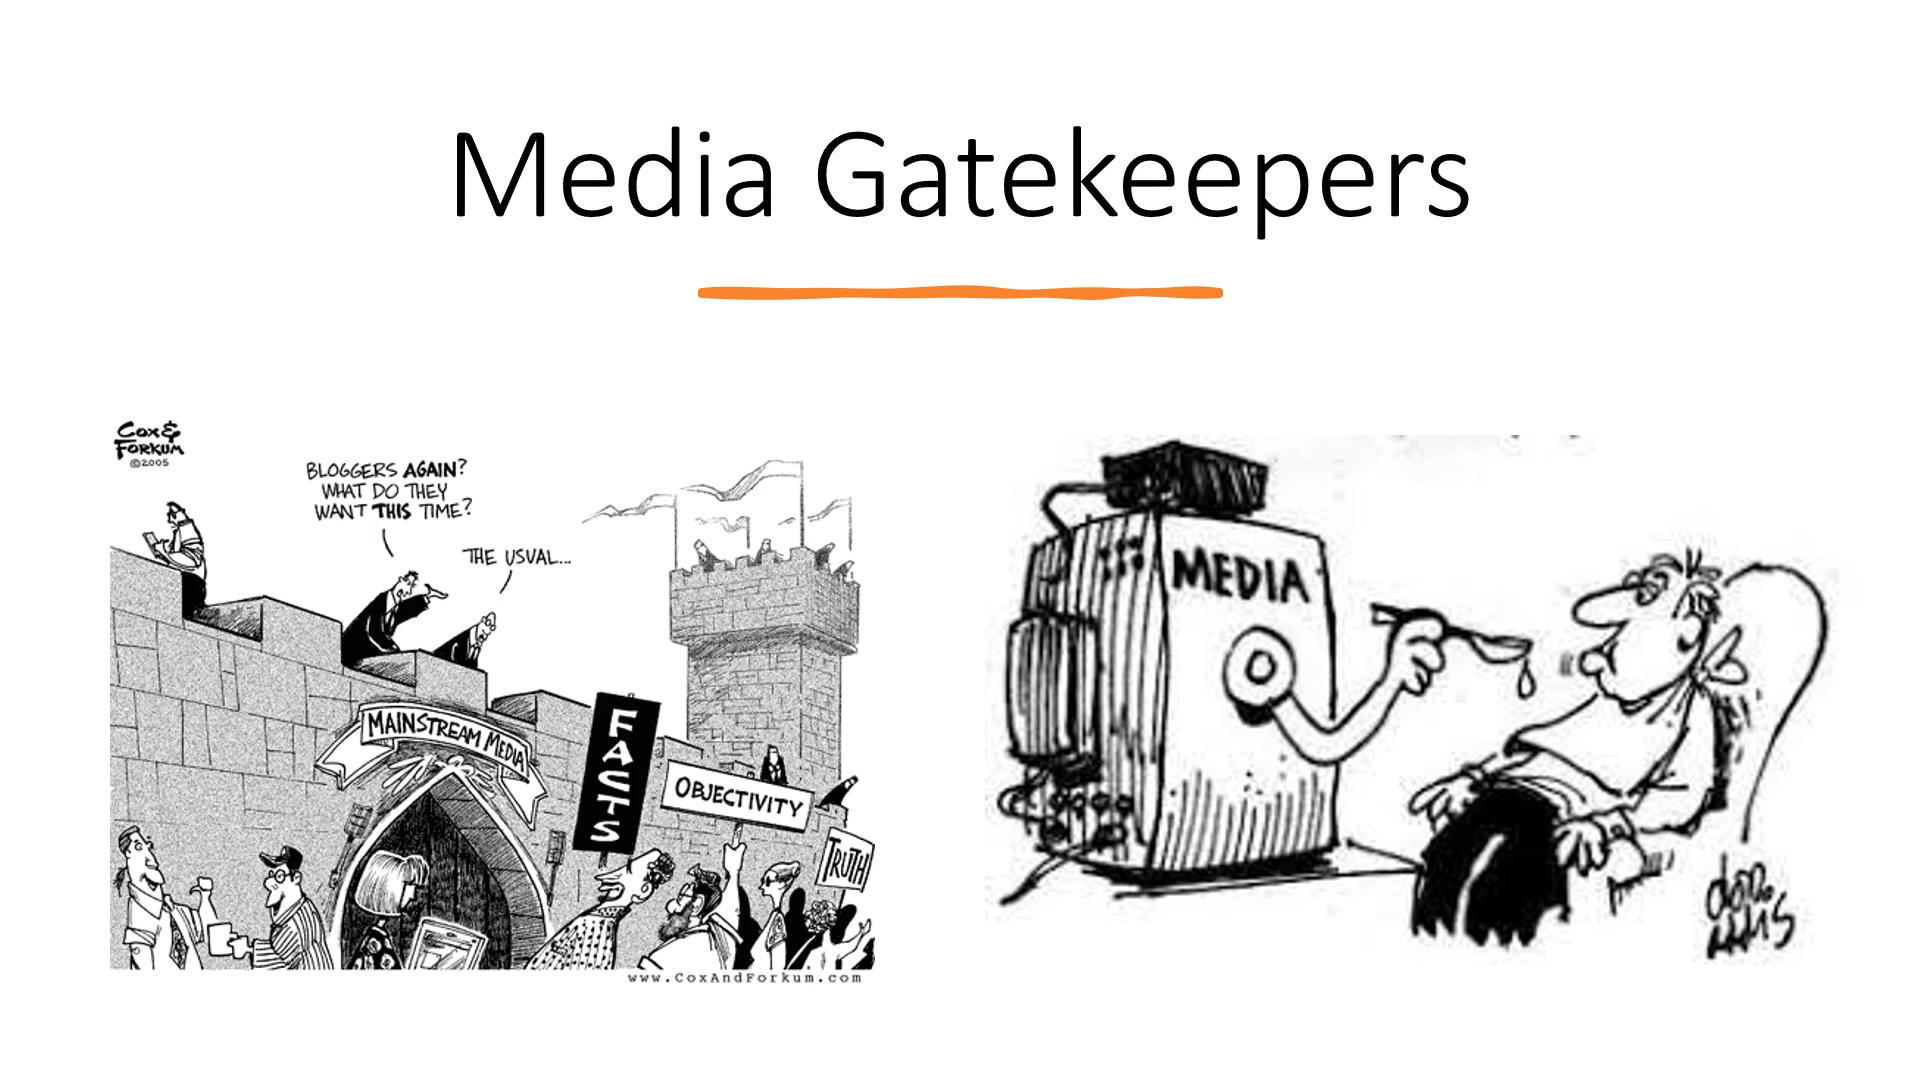 Media Gatekeepers
COX &
FORKUM
©2005
BLOGGERS AGAIN?
WHAT DO THEY
WANT THIS TIME?
THE USUAL...
MAINSTREAM MEDIA
FACTS
OBJECTIVITY
TRUTH
www.CoxAndForkum.com
MEDIA